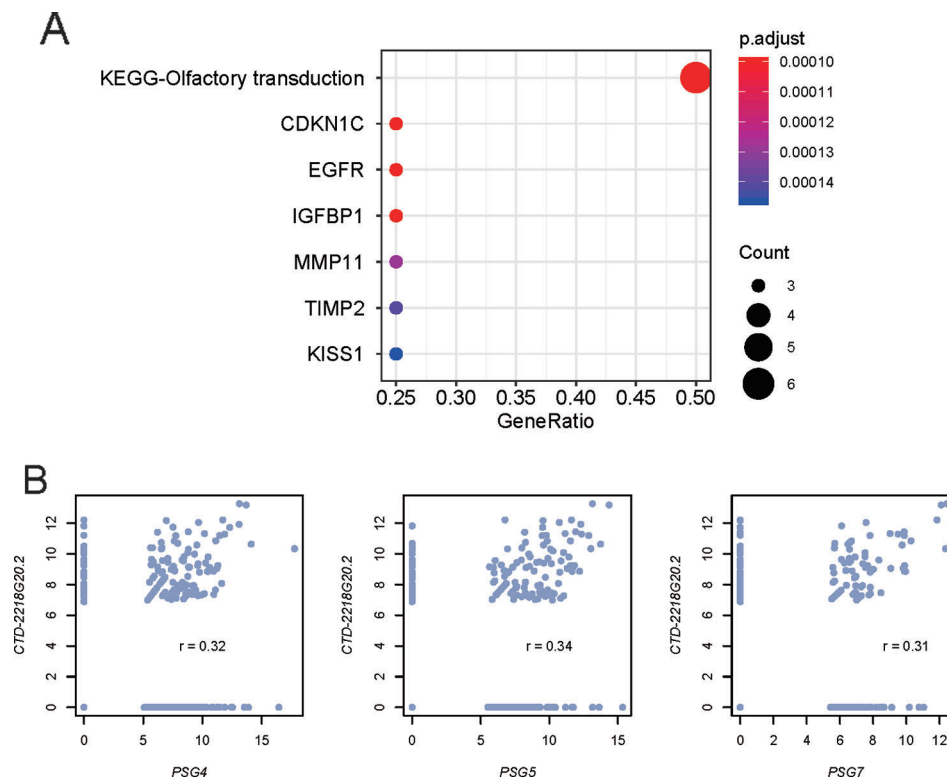 A
KEGG-Olfactory transduction
CDKN1C
EGFR
IGFBP1
MMP11
TIMP2
KISS1
0.25 0.30 0.35 0.40 0.45 0.50
GeneRatio
p.adjust
0.00010
0.00011
0.00012
0.00013
0.00014
Count
3
4
5
6
B
CTD-2218G20.2
12
10
8
6
4
2
0
r = 0.32
0 5 10 15
PSG4
CTD-2218G20.2
12
10
8
6
4
2
0
r = 0.34
0 5 10 15
PSG5
CTD-2218G20.2
12
10
8
6
4
2
0
r = 0.31
0 2 4 6 8 10 12
PSG7